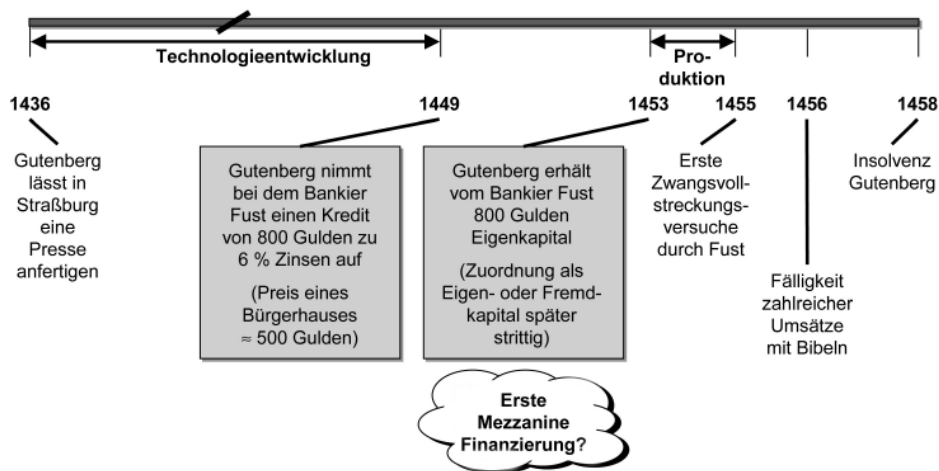 Technologieentwicklung
Pro-
duktion
1436
1449
1453
1455
1456
1458
Gutenberg
lässt in
Straßburg
eine
Presse
anfertigen
Gutenberg nimmt
bei dem Bankier
Fust einen Kredit
von 800 Gulden zu
6 % Zinsen auf
(Preis eines
Bürgerhauses
≈ 500 Gulden)
Gutenberg erhält
vom Bankier Fust
800 Gulden
Eigenkapital
(Zuordnung als
Eigen- oder Fremd-
kapital später
strittig)
Erste
Zwangsvoll-
streckungs-
versuche
durch Fust
Fälligkeit
zahlreicher
Umsätze
mit Bibeln
Insolvenz
Gutenberg
Erste
Mezzanine
Finanzierung?